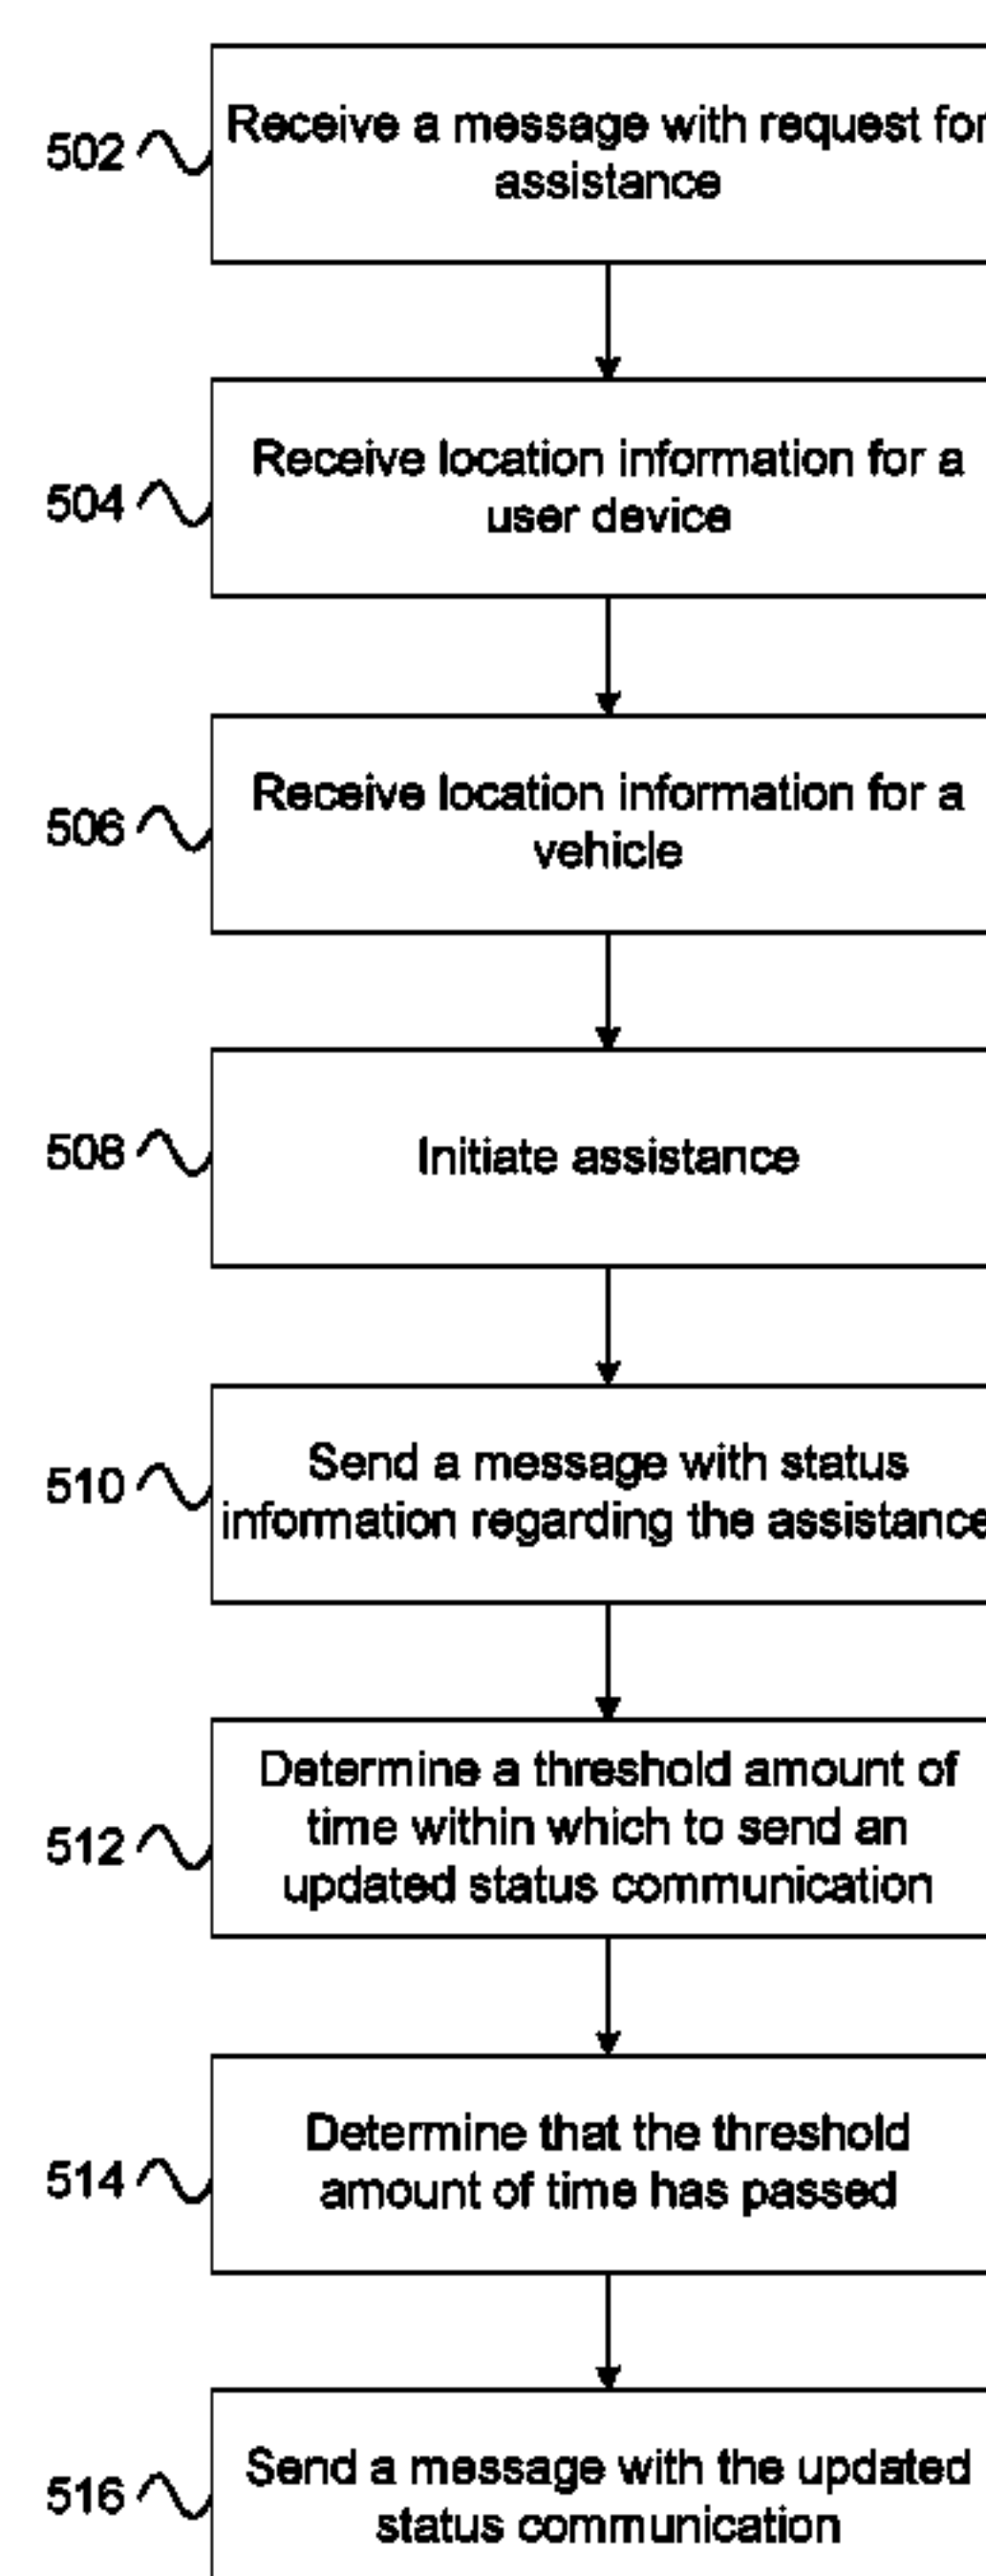 502
Receive a message with request for
assistance
504
Receive location information for a
user device
506
Receive location information for a
vehicle
508
Initiate assistance
510
Send a message with status
information regarding the assistance
512
Determine a threshold amount of
time within which to send an
updated status communication
514
Determine that the threshold
amount of time has passed
516
Send a message with the updated
status communication